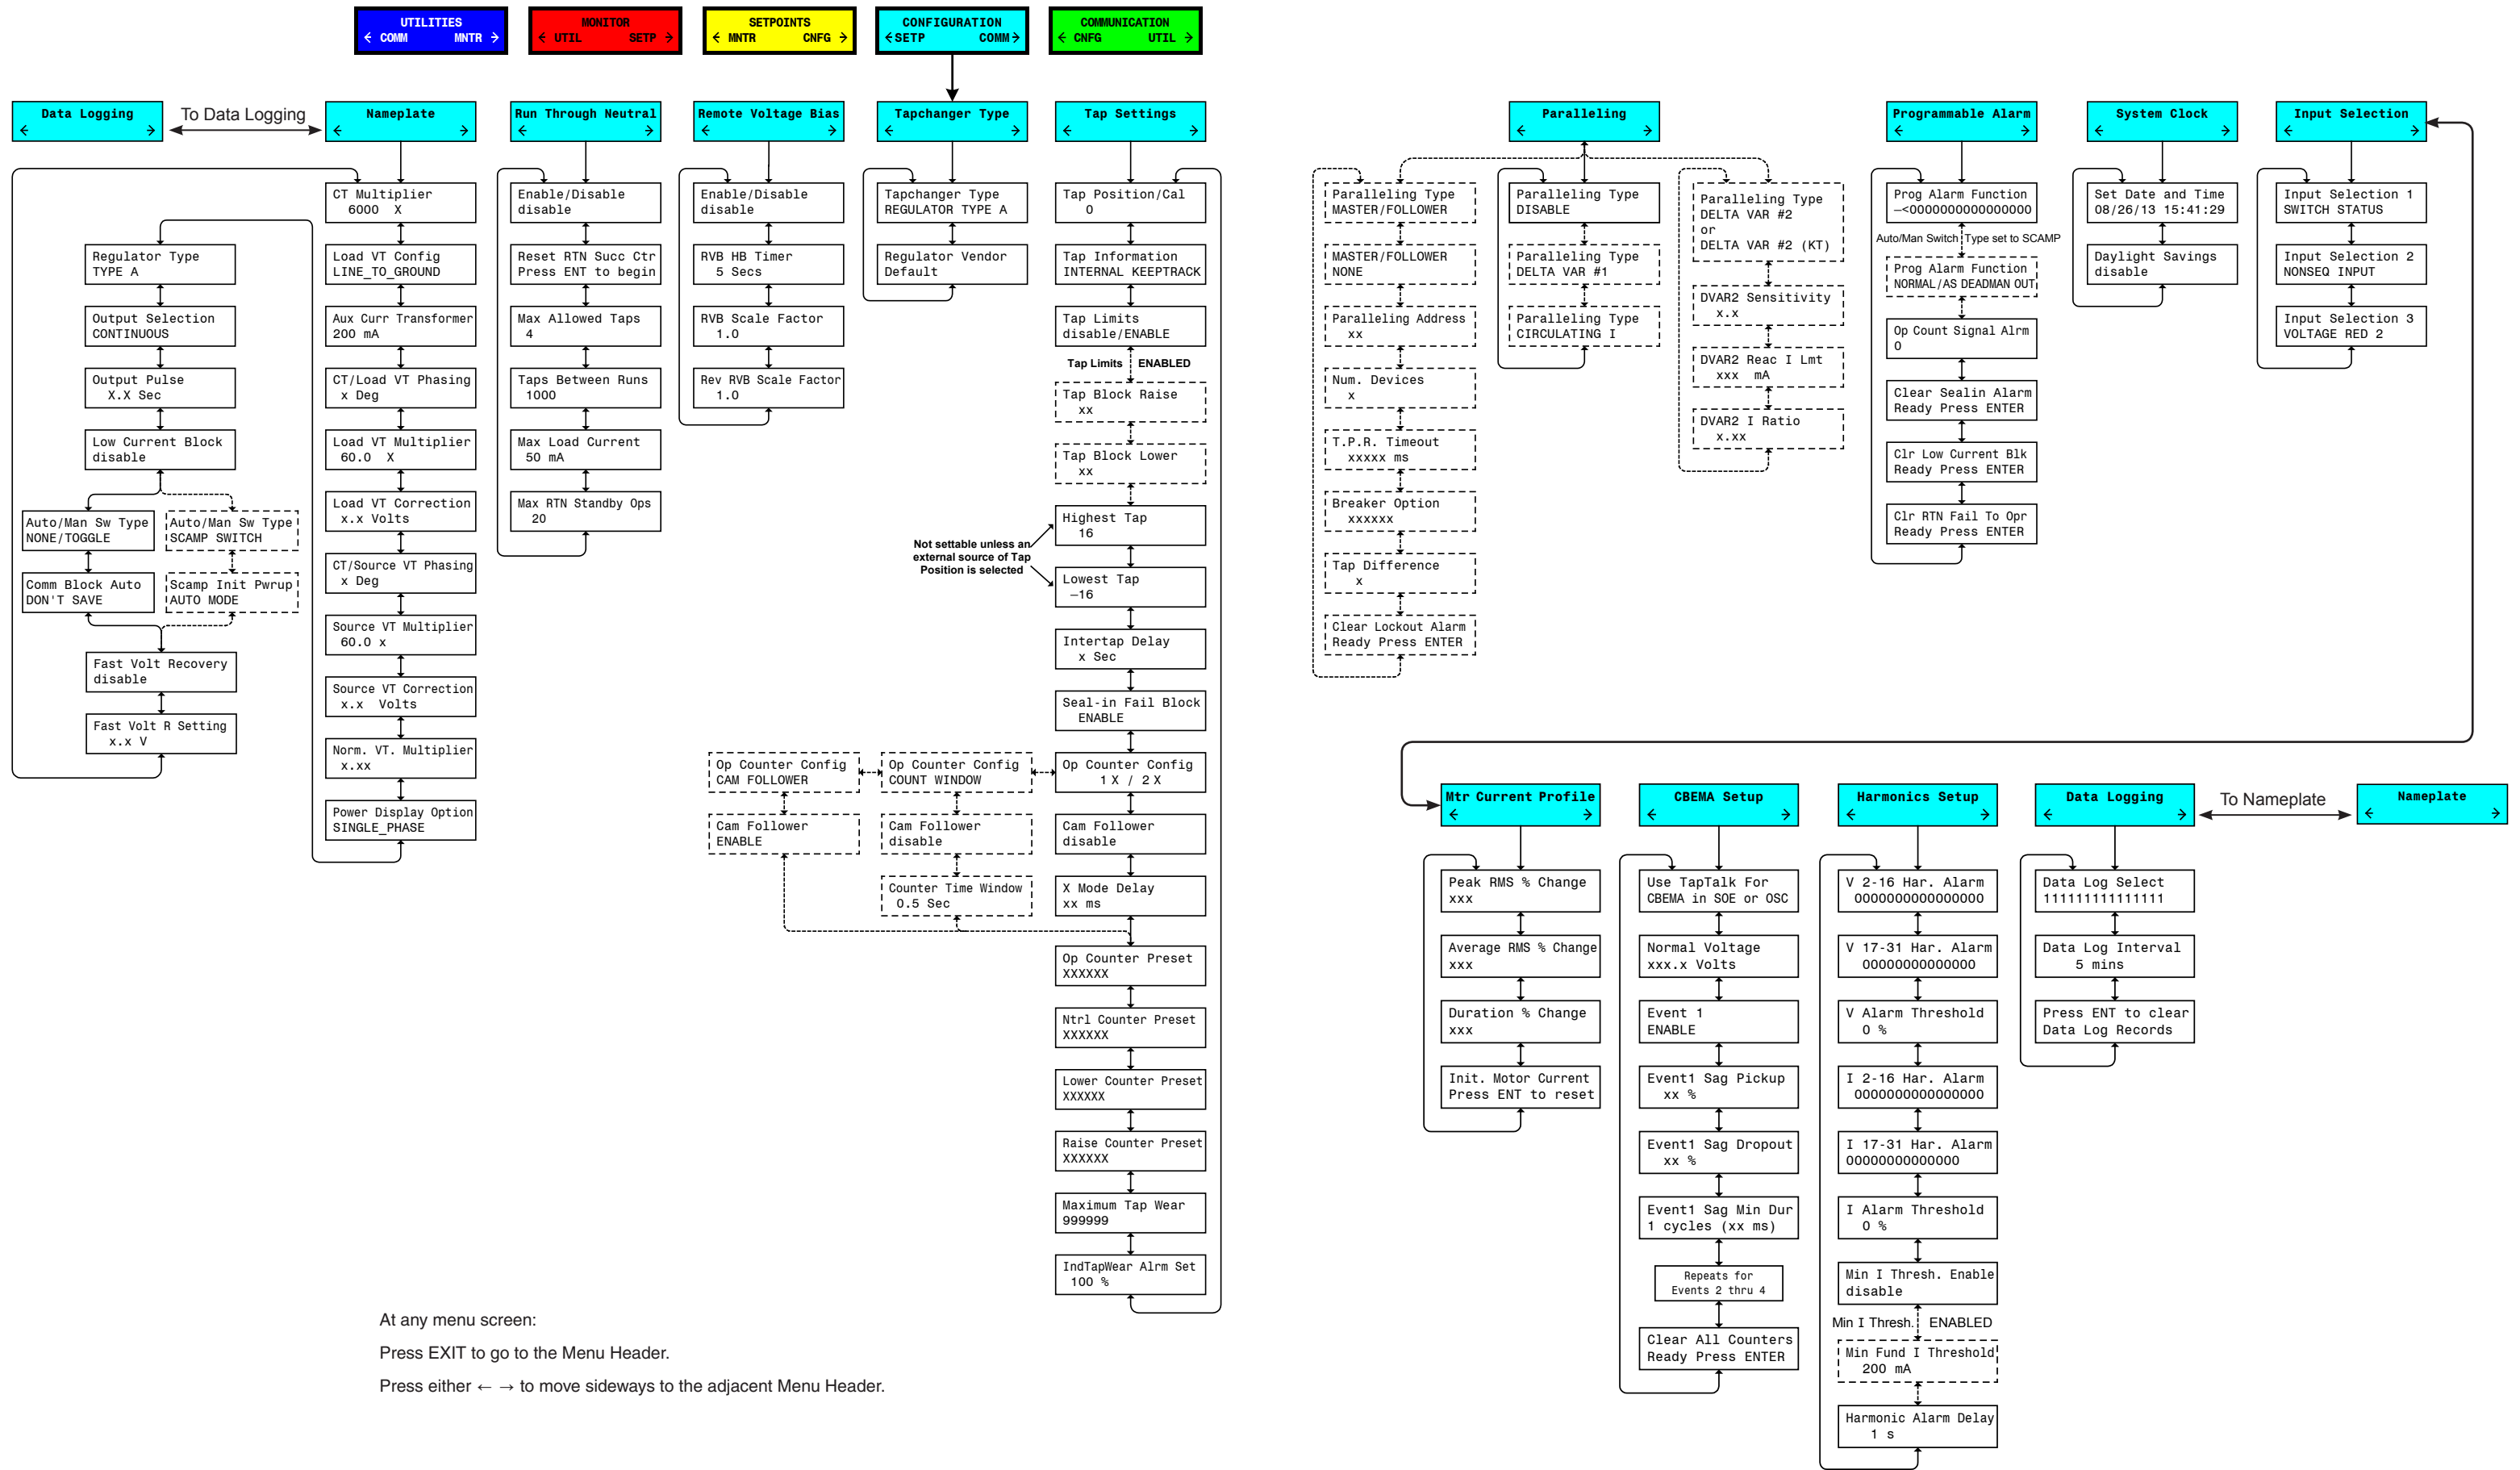 UTILITIES
← COMM MNTR →
MONITOR
← UTIL SETP →
SETPOINTS
← MNTR CNFG →
CONFIGURATION
←SETP COMM→
COMMUNICATION
← CNFG UTIL →
Data Logging
← →
To Data Logging
Nameplate
← →
Run Through Neutral
← →
Remote Voltage Bias
← →
Tapchanger Type
← →
Tap Settings
← →
Paralleling
← →
Programmable Alarm
← →
System Clock
← →
Input Selection
← →
Regulator Type
TYPE A
Output Selection
CONTINUOUS
Output Pulse
X.X Sec
Low Current Block
disable
Auto/Man Sw Type
NONE/TOGGLE
Auto/Man Sw Type
SCAMP SWITCH
Comm Block Auto
DON'T SAVE
Scamp Init Pwrup
AUTO MODE
Fast Volt Recovery
disable
Fast Volt R Setting
x.x V
CT Multiplier
6000 X
Load VT Config
LINE_TO_GROUND
Aux Curr Transformer
200 mA
CT/Load VT Phasing
x Deg
Load VT Multiplier
60.0 X
Load VT Correction
x.x Volts
CT/Source VT Phasing
x Deg
Source VT Multiplier
60.0 x
Source VT Correction
x.x Volts
Norm. VT. Multiplier
x.xx
Power Display Option
SINGLE_PHASE
Enable/Disable
disable
Reset RTN Succ Ctr
Press ENT to begin
Max Allowed Taps
4
Taps Between Runs
1000
Max Load Current
50 mA
Max RTN Standby Ops
20
Enable/Disable
disable
RVB HB Timer
5 Secs
RVB Scale Factor
1.0
Rev RVB Scale Factor
1.0
Tapchanger Type
REGULATOR TYPE A
Regulator Vendor
Default
Tap Position/Cal
0
Tap Information
INTERNAL KEEPTRACK
Tap Limits
disable/ENABLE
Tap Limits ENABLED
Tap Block Raise
xx
Tap Block Lower
xx
Highest Tap
16
Not settable unless an
external source of Tap
Position is selected
Lowest Tap
–16
Intertap Delay
x Sec
Seal-in Fail Block
ENABLE
Op Counter Config
CAM FOLLOWER
Op Counter Config
COUNT WINDOW
Op Counter Config
1 X / 2 X
Cam Follower
ENABLE
Cam Follower
disable
Cam Follower
disable
Counter Time Window
0.5 Sec
X Mode Delay
xx ms
Op Counter Preset
XXXXXX
Ntrl Counter Preset
XXXXXX
Lower Counter Preset
XXXXXX
Raise Counter Preset
XXXXXX
Maximum Tap Wear
999999
IndTapWear Alrm Set
100 %
Paralleling Type
MASTER/FOLLOWER
MASTER/FOLLOWER
NONE
Paralleling Address
xx
Num. Devices
x
T.P.R. Timeout
xxxxx ms
Breaker Option
xxxxxx
Tap Difference
x
Clear Lockout Alarm
Ready Press ENTER
Paralleling Type
DISABLE
Paralleling Type
DELTA VAR #1
Paralleling Type
CIRCULATING I
Paralleling Type
DELTA VAR #2
or
DELTA VAR #2 (KT)
DVAR2 Sensitivity
x.x
DVAR2 Reac I Lmt
xxx mA
DVAR2 I Ratio
x.xx
Prog Alarm Function
–<0000000000000000
Auto/Man Switch Type set to SCAMP
Prog Alarm Function
NORMAL/AS DEADMAN OUT
Op Count Signal Alrm
0
Clear Sealin Alarm
Ready Press ENTER
Clr Low Current Blk
Ready Press ENTER
Clr RTN Fail To Opr
Ready Press ENTER
Set Date and Time
08/26/13 15:41:29
Daylight Savings
disable
Input Selection 1
SWITCH STATUS
Input Selection 2
NONSEQ INPUT
Input Selection 3
VOLTAGE RED 2
Mtr Current Profile
← →
CBEMA Setup
← →
Harmonics Setup
← →
Data Logging
← →
To Nameplate
Nameplate
← →
Peak RMS % Change
xxx
Average RMS % Change
xxx
Duration % Change
xxx
Init. Motor Current
Press ENT to reset
Use TapTalk For
CBEMA in SOE or OSC
Normal Voltage
xxx.x Volts
Event 1
ENABLE
Event1 Sag Pickup
xx %
Event1 Sag Dropout
xx %
Event1 Sag Min Dur
1 cycles (xx ms)
Repeats for
Events 2 thru 4
Clear All Counters
Ready Press ENTER
V 2-16 Har. Alarm
0000000000000000
V 17-31 Har. Alarm
00000000000000
V Alarm Threshold
0 %
I 2-16 Har. Alarm
0000000000000000
I 17-31 Har. Alarm
00000000000000
I Alarm Threshold
0 %
Min I Thresh. Enable
disable
Min I Thresh. ENABLED
Min Fund I Threshold
200 mA
Harmonic Alarm Delay
1 s
Data Log Select
111111111111111
Data Log Interval
5 mins
Press ENT to clear
Data Log Records
At any menu screen:
Press EXIT to go to the Menu Header.
Press either ← → to move sideways to the adjacent Menu Header.